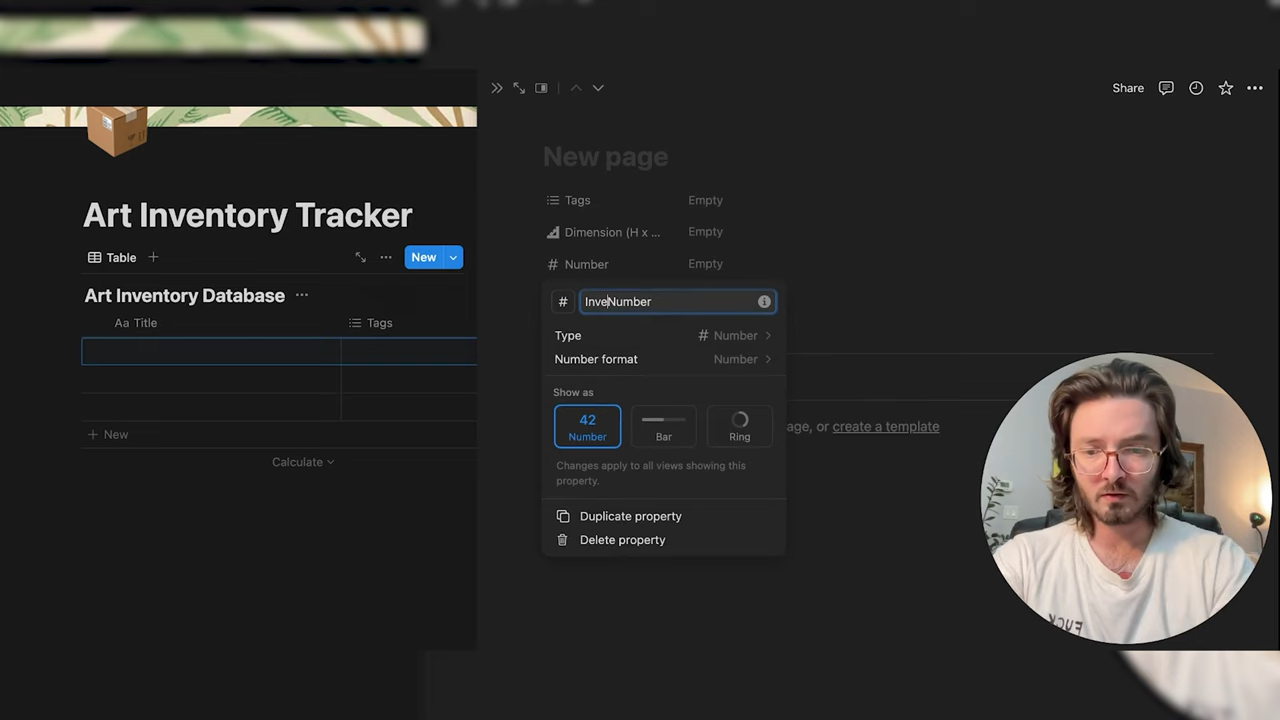 Share
New page
Tags Empty
Dimension (H x ... Empty
# Number Empty
Art Inventory Tracker
Table + New
Art Inventory Database ...
Aa Title Tags
+ New
Calculate
# InveNumber
Type # Number
Number format Number
Show as
42
Number
Bar
Ring
Changes apply to all views showing this
property.
Duplicate property
Delete property
age, or create a template